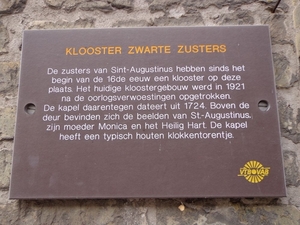 KLOOSTER ZWARTE ZUSTERS
De zusters van Sint-Augustinus hebben sinds het
begin van de 16de eeuw een klooster op deze
plaats. Het huidige kloostergebouw werd in 1921
na de oorlogsverwoestingen opgetrokken.
De kapel daarentegen dateert uit 1724. Boven de
deur bevinden zich de beelden van St-Augustinus,
zijn moeder Monica en het Heilig Hart. De kapel
heeft een typisch houten klokkentorentje.
VTB-VAB